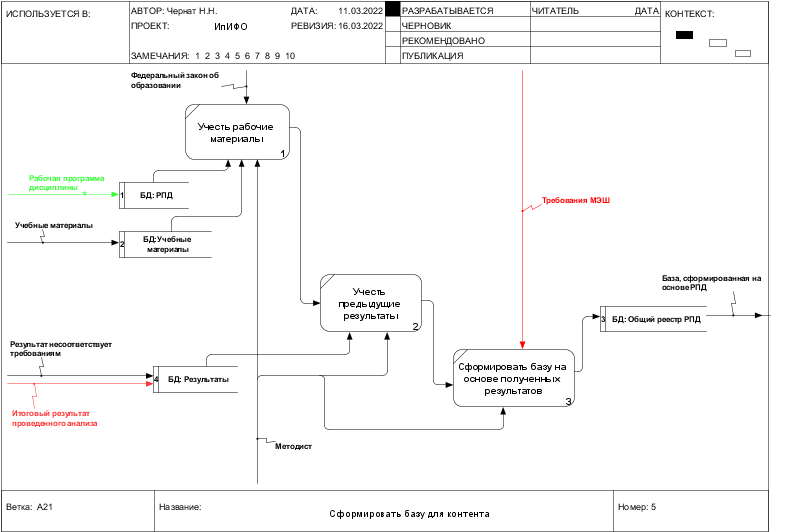 ИСПОЛЬЗУЕТСЯ В:
АВТОР: Чернат Н.Н.
ДАТА: 11.03.2022
РАЗРАБАТЫВАЕТСЯ
ЧИТАТЕЛЬ
ДАТА
КОНТЕКСТ:
ПРОЕКТ: ИпИФО
РЕВИЗИЯ: 16.03.2022
ЧЕРНОВИК
РЕКОМЕНДОВАНО
ЗАМЕЧАНИЯ: 1 2 3 4 5 6 7 8 9 10
ПУБЛИКАЦИЯ
Федеральный закон об
образовании
Учесть рабочие
материалы
1
Рабочая программа
дисциплины
1
БД: РПД
Требования МЭШ
Учебные материалы
2
БД:Учебные
материалы
База, сформированная на
основе РПД
Учесть
предыдущие
результаты
2
3
БД: Общий реестр РПД
Результат несоответствует
требованиям
4
БД: Результаты
Сформировать базу на
основе полученных
результатов
3
Итоговый результат
проведенного анализа
Методист
Ветка: А21
Название:
Сформировать базу для контента
Номер: 5